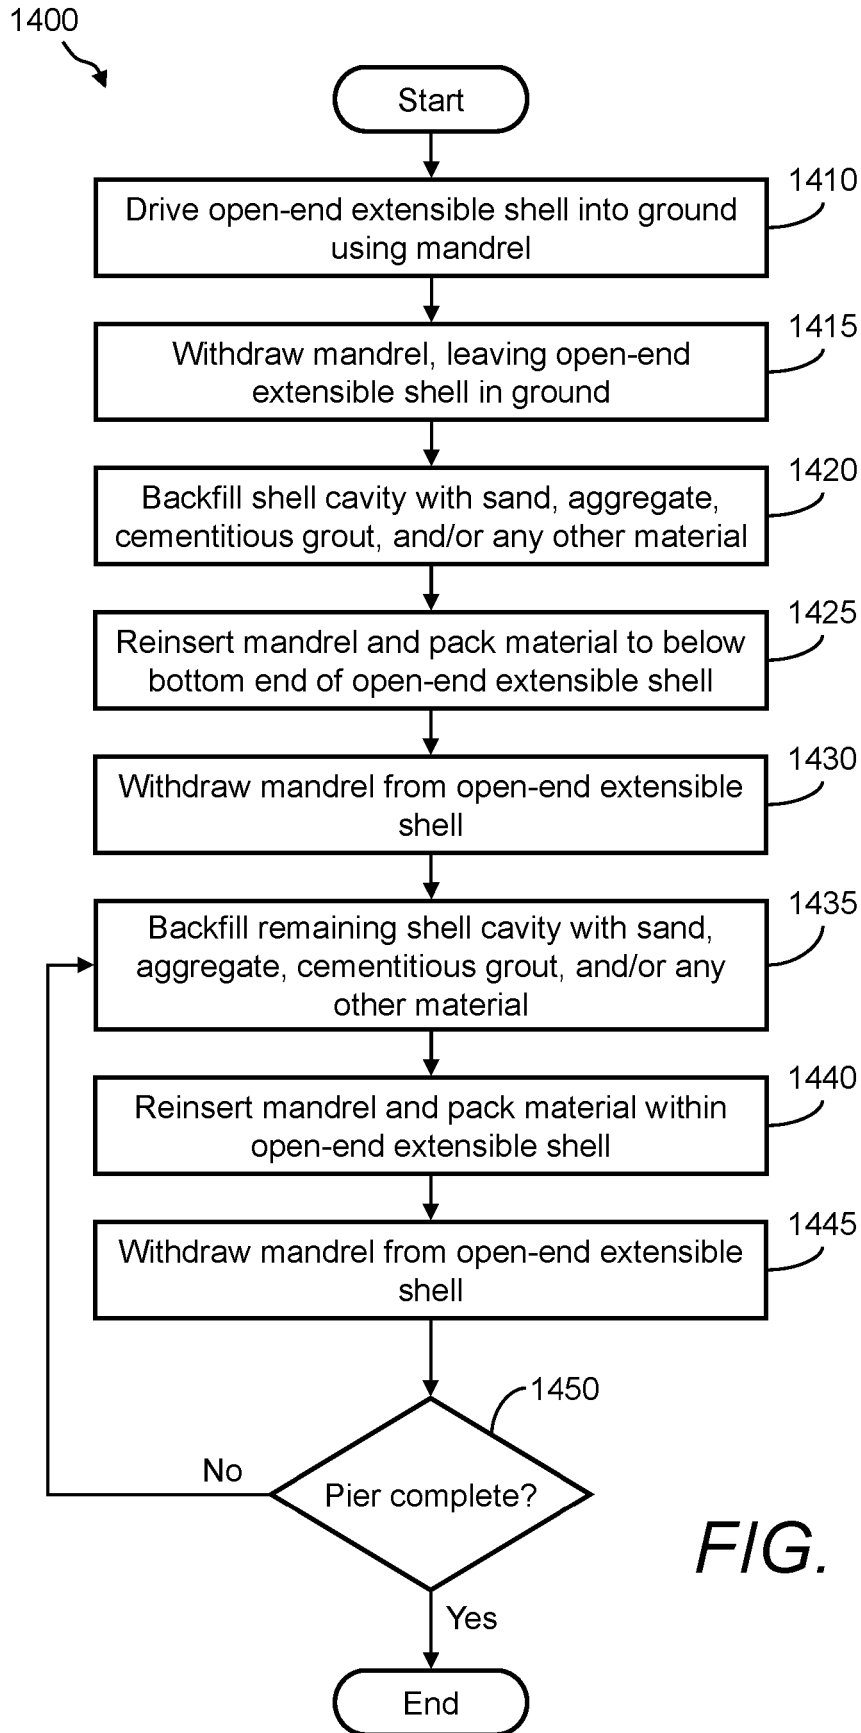 1400
Start
1410
Drive open-end extensible shell into ground
using mandrel
1415
Withdraw mandrel, leaving open-end
extensible shell in ground
1420
Backfill shell cavity with sand, aggregate,
cementitious grout, and/or any other material
1425
Reinsert mandrel and pack material to below
bottom end of open-end extensible shell
1430
Withdraw mandrel from open-end extensible
shell
1435
Backfill remaining shell cavity with sand,
aggregate, cementitious grout, and/or any
other material
1440
Reinsert mandrel and pack material within
open-end extensible shell
1445
Withdraw mandrel from open-end extensible
shell
1450
No
Pier complete?
FIG.
Yes
End